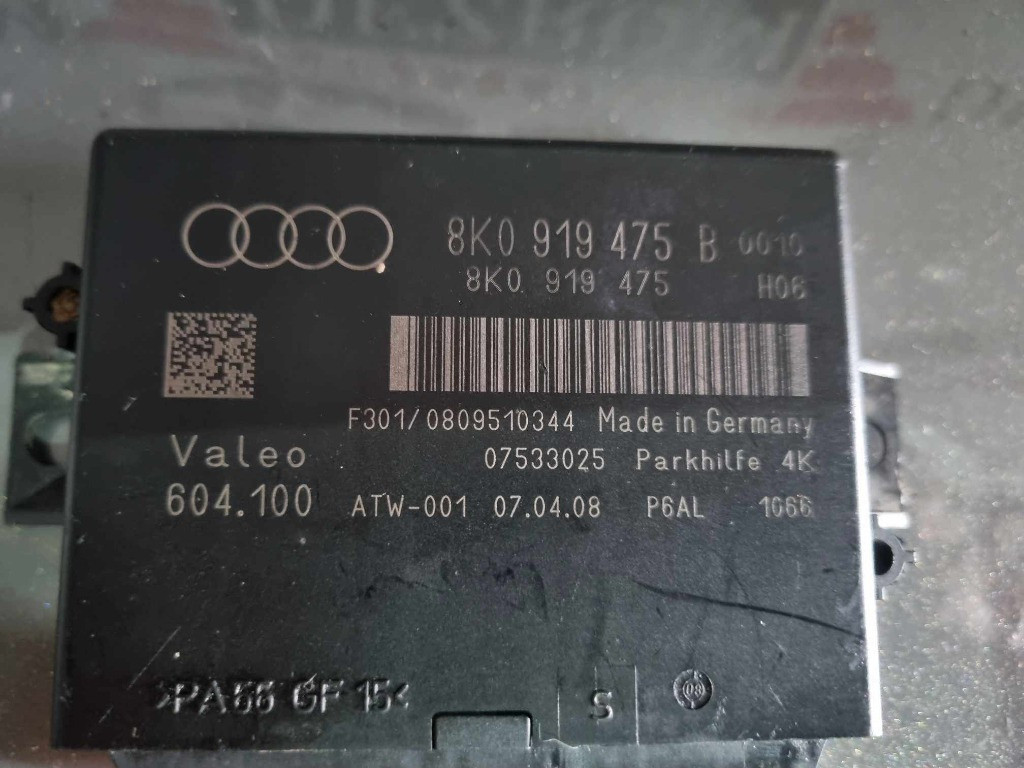 8K0 919 475 B 0010
8K0 919 475 H06
F301/0809510344 Made in Germany
Valeo 07533025 Parkhilfe 4K
604.100 ATW-001 07.04.08 P6AL 1066
>PA66 GF 15<
S
08